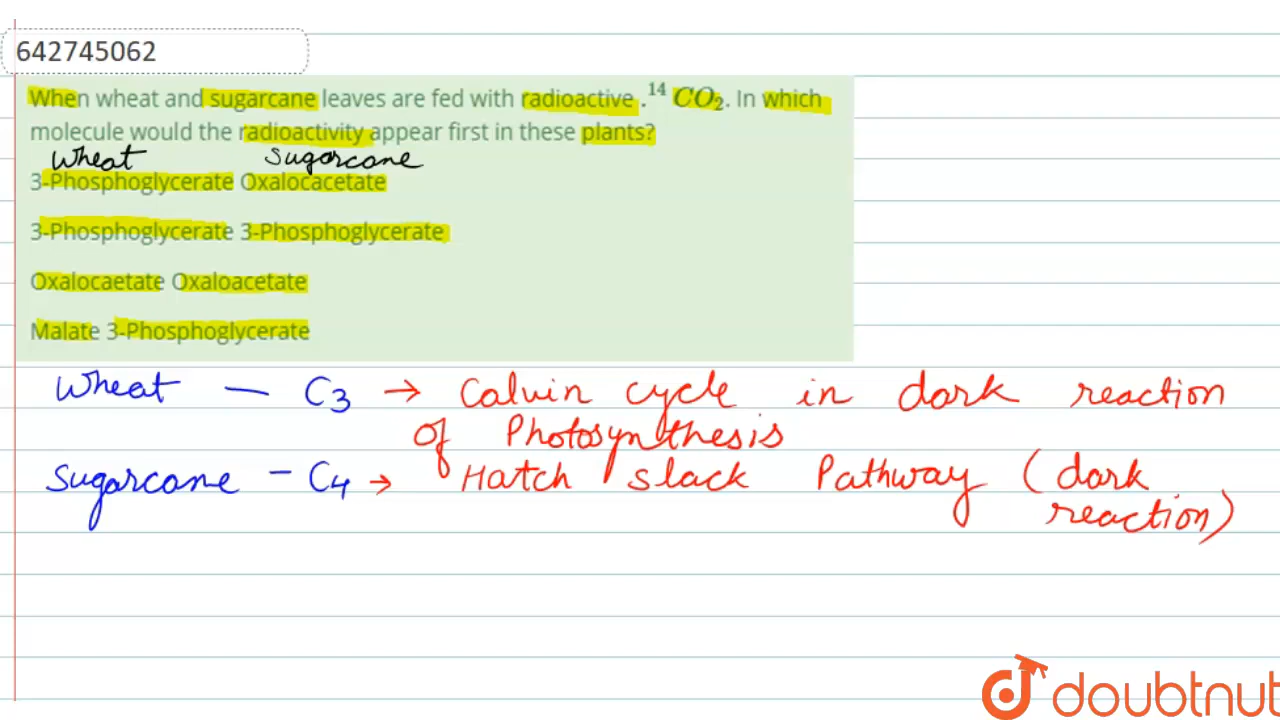 642745062
When wheat and sugarcane leaves are fed with radioactive .¹⁴CO₂. In which
molecule would the radioactivity appear first in these plants?
Wheat Sugarcane
3-Phosphoglycerate Oxalocacetate
3-Phosphoglycerate 3-Phosphoglycerate
Oxalocaetate Oxaloacetate
Malate 3-Phosphoglycerate
Wheat — C3 → Calvin cycle in dark reaction
of Photosynthesis
Sugarcane – C4 → Hatch slack Pathway (dark
reaction)
doubtnut